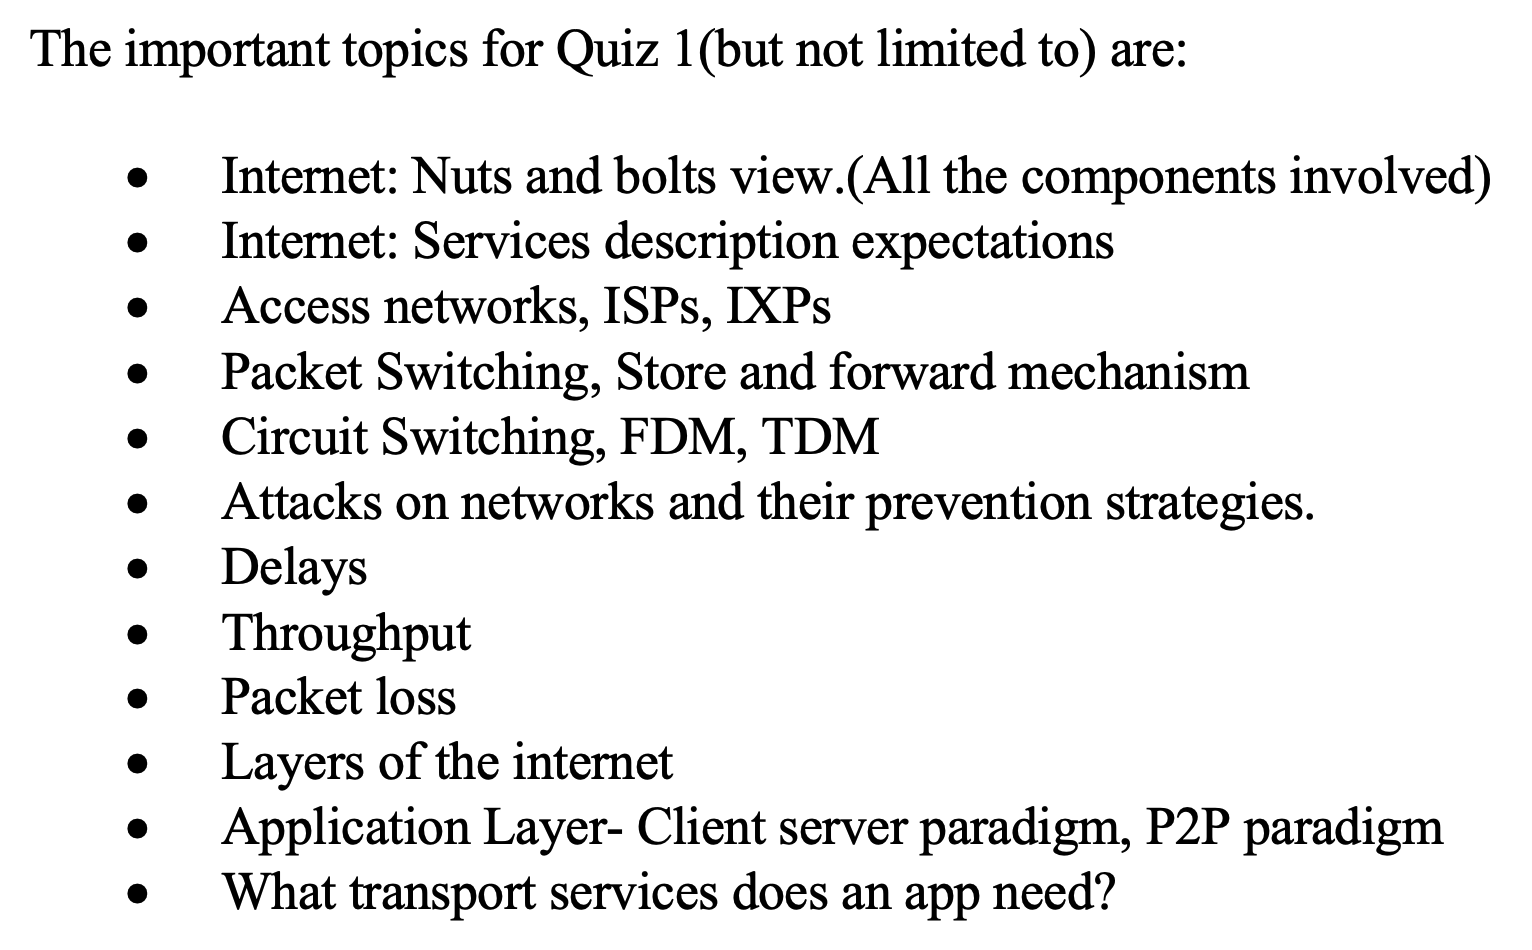 The important topics for Quiz 1(but not limited to) are:
• Internet: Nuts and bolts view.(All the components involved)
• Internet: Services description expectations
• Access networks, ISPs, IXPs
• Packet Switching, Store and forward mechanism
• Circuit Switching, FDM, TDM
• Attacks on networks and their prevention strategies.
• Delays
• Throughput
• Packet loss
• Layers of the internet
• Application Layer- Client server paradigm, P2P paradigm
• What transport services does an app need?